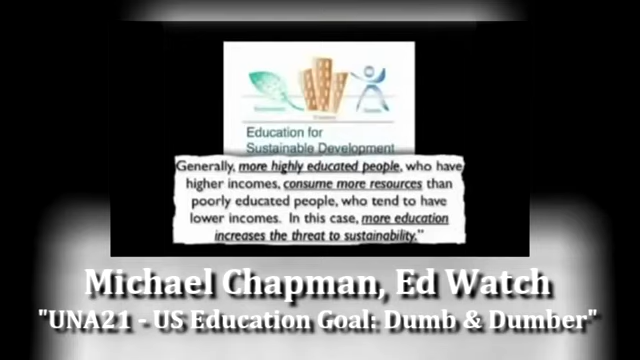 Education for
Sustainable Development
Generally, more highly educated people, who have
higher incomes, consume more resources than
poorly educated people, who tend to have
lower incomes. In this case, more education
increases the threat to sustainability."
Michael Chapman, Ed Watch
"UNA21 - US Education Goal: Dumb & Dumber"